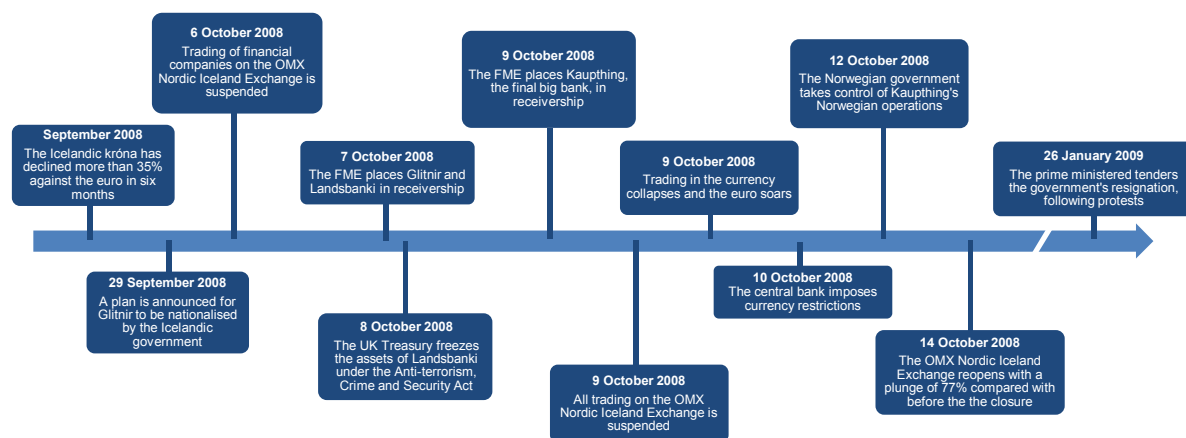 September 2008
The Icelandic króna has
declined more than 35%
against the euro in six
months
29 September 2008
A plan is announced for
Glitnir to be nationalised
by the Icelandic
government
6 October 2008
Trading of financial
companies on the OMX
Nordic Iceland Exchange is
suspended
7 October 2008
The FME places Glitnir and
Landsbanki in receivership
8 October 2008
The UK Treasury freezes
the assets of Landsbanki
under the Anti-terrorism,
Crime and Security Act
9 October 2008
The FME places Kaupthing,
the final big bank, in
receivership
9 October 2008
All trading on the OMX
Nordic Iceland Exchange is
suspended
9 October 2008
Trading in the currency
collapses and the euro soars
10 October 2008
The central bank imposes
currency restrictions
12 October 2008
The Norwegian government
takes control of Kaupthing's
Norwegian operations
14 October 2008
The OMX Nordic Iceland
Exchange reopens with a
plunge of 77% compared with
before the the closure
26 January 2009
The prime ministered tenders
the government's resignation,
following protests